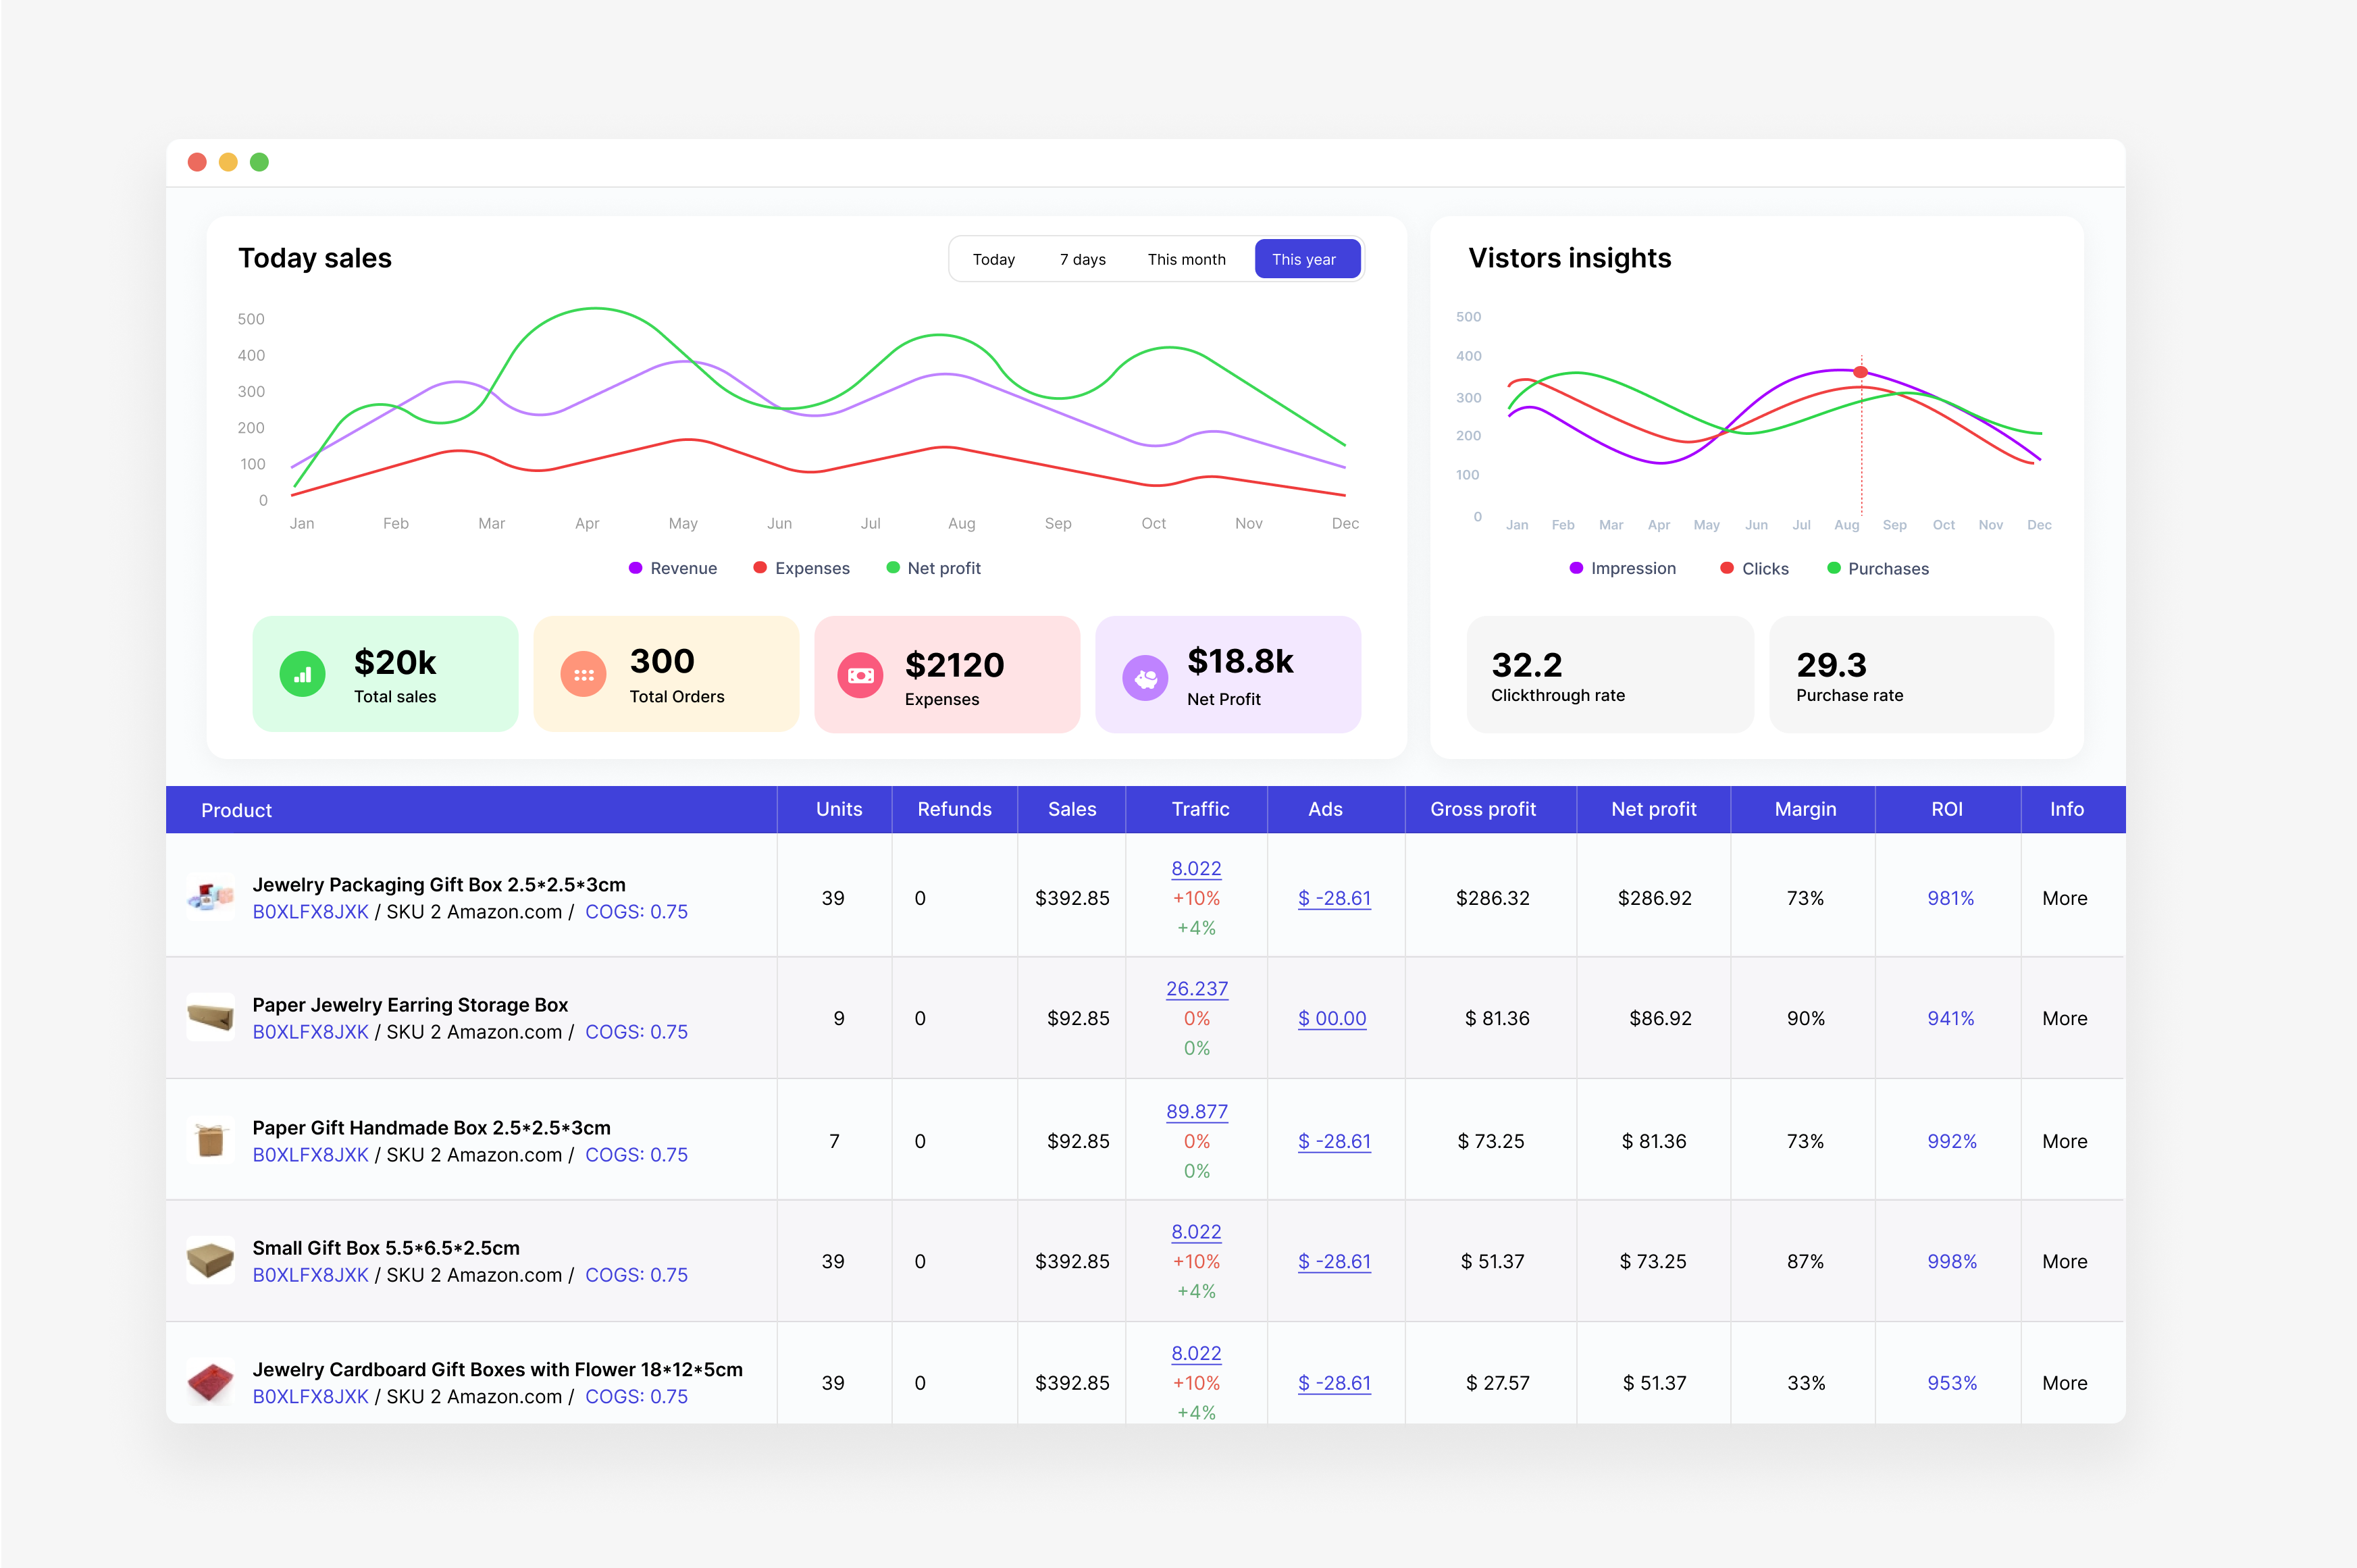 Today sales
Today 7 days This month This year
500
400
300
200
100
0
Jan Feb Mar Apr May Jun Jul Aug Sep Oct Nov Dec
Revenue Expenses Net profit
$20k
Total sales
300
Total Orders
$2120
Expenses
$18.8k
Net Profit
Vistors insights
500
400
300
200
100
0
Jan Feb Mar Apr May Jun Jul Aug Sep Oct Nov Dec
Impression Clicks Purchases
32.2
Clickthrough rate
29.3
Purchase rate
Product Units Refunds Sales Traffic Ads Gross profit Net profit Margin ROI Info
Jewelry Packaging Gift Box 2.5*2.5*3cm
B0XLFX8JXK / SKU 2 Amazon.com / COGS: 0.75
39 0 $392.85
8.022
+10%
+4%
$ -28.61 $286.32 $286.92 73% 981% More
Paper Jewelry Earring Storage Box
B0XLFX8JXK / SKU 2 Amazon.com / COGS: 0.75
9 0 $92.85
26.237
0%
0%
$ 00.00 $ 81.36 $86.92 90% 941% More
Paper Gift Handmade Box 2.5*2.5*3cm
B0XLFX8JXK / SKU 2 Amazon.com / COGS: 0.75
7 0 $92.85
89.877
0%
0%
$ -28.61 $ 73.25 $ 81.36 73% 992% More
Small Gift Box 5.5*6.5*2.5cm
B0XLFX8JXK / SKU 2 Amazon.com / COGS: 0.75
39 0 $392.85
8.022
+10%
+4%
$ -28.61 $ 51.37 $ 73.25 87% 998% More
Jewelry Cardboard Gift Boxes with Flower 18*12*5cm
B0XLFX8JXK / SKU 2 Amazon.com / COGS: 0.75
39 0 $392.85
8.022
+10%
+4%
$ -28.61 $ 27.57 $ 51.37 33% 953% More